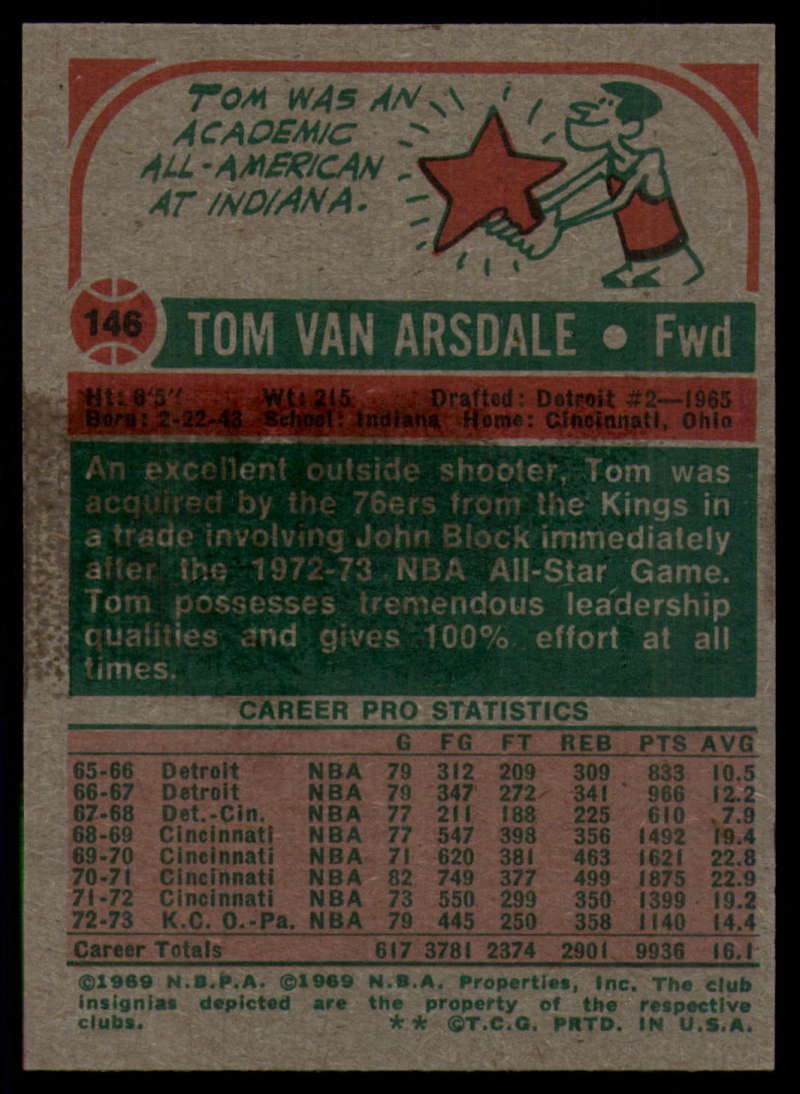 TOM WAS AN
ACADEMIC
ALL-AMERICAN
AT INDIANA.
146 TOM VAN ARSDALE • Fwd
Ht: 6'5" Wt: 215 Drafted: Detroit #2—1965
Born: 2-22-43 School: Indiana Home: Cincinnati, Ohio
An excellent outside shooter, Tom was
acquired by the 76ers from the Kings in
a trade involving John Block immediately
after the 1972-73 NBA All-Star Game.
Tom possesses tremendous leadership
qualities and gives 100% effort at all
times.
CAREER PRO STATISTICS
G FG FT REB PTS AVG
65-66 Detroit NBA 79 312 209 309 833 10.5
66-67 Detroit NBA 79 347 272 341 966 12.2
67-68 Det.-Cin. NBA 77 211 188 225 610 7.9
68-69 Cincinnati NBA 77 547 398 356 1492 19.4
69-70 Cincinnati NBA 71 620 381 463 1621 22.8
70-71 Cincinnati NBA 82 749 377 499 1875 22.9
71-72 Cincinnati NBA 73 550 299 350 1399 19.2
72-73 K.C. O.-Pa. NBA 79 445 250 358 1140 14.4
Career Totals 617 3781 2374 2901 9936 16.1
©1969 N.B.P.A. ©1969 N.B.A. Properties, Inc. The club
insignias depicted are the property of the respective
clubs. ** ©T.C.G. PRTD. IN U.S.A.